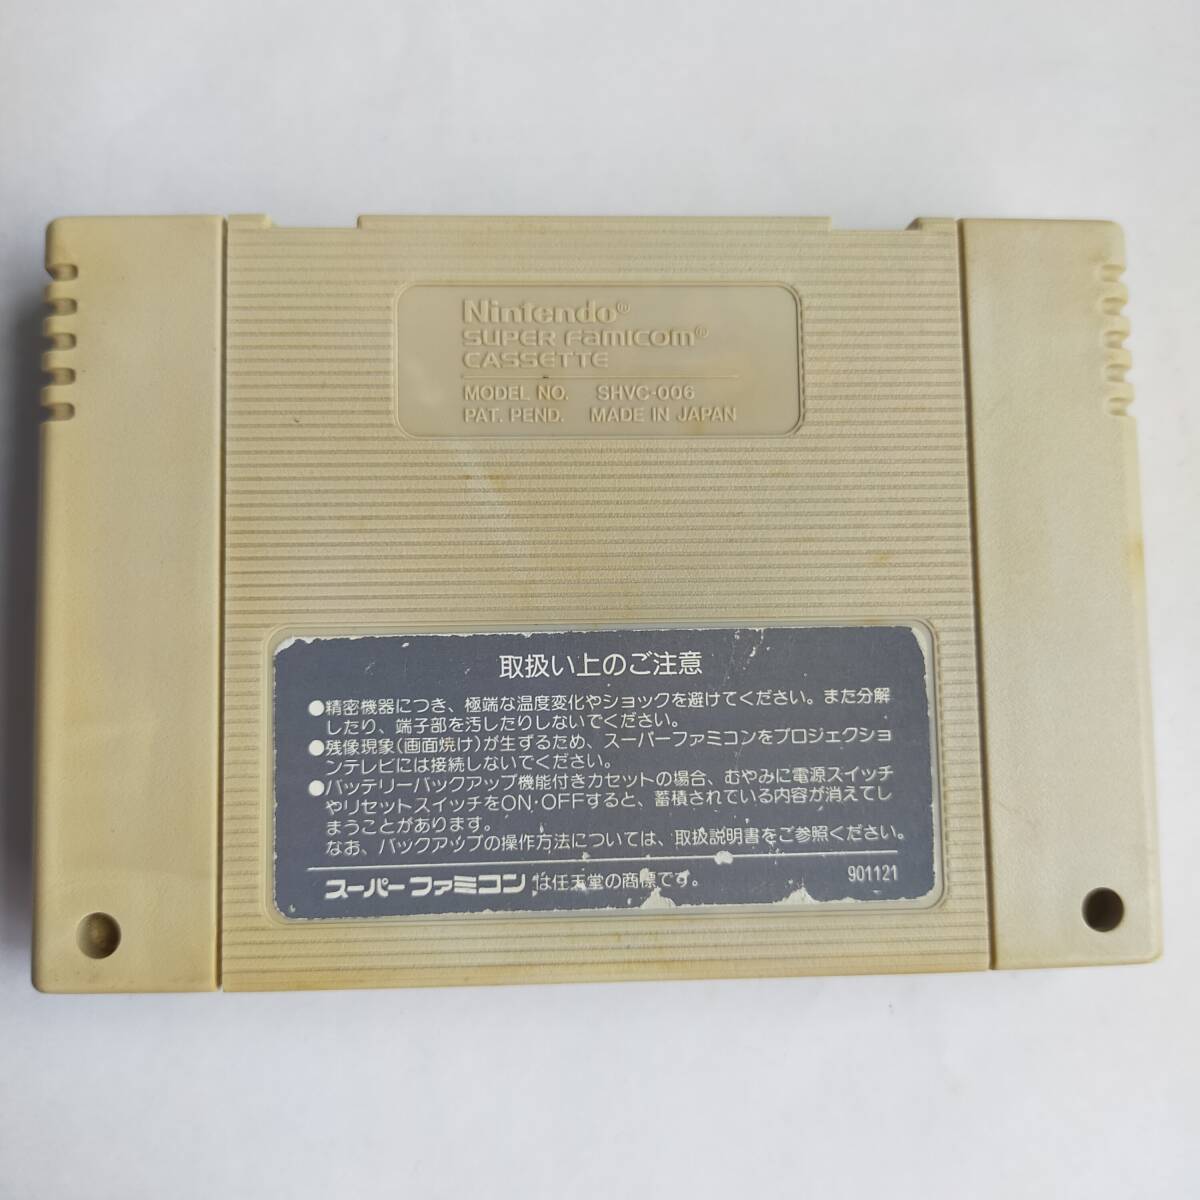 Nintendo®
SUPER Famicom®
CASSETTE
MODEL NO. SHVC-006
PAT. PEND. MADE IN JAPAN
取扱い上のご注意
●精密機器につき、極端な温度変化やショックを避けてください。また分解
したり、端子部を汚したりしないでください。
●残像現象(画面焼け)が生ずるため、スーパーファミコンをプロジェクショ
ンテレビには接続しないでください。
●バッテリーバックアップ機能付きカセットの場合、むやみに電源スイッチ
やリセットスイッチをON・OFFすると、蓄積されている内容が消えてし
まうことがあります。
なお、バックアップの操作方法については、取扱説明書をご参照ください。
スーパーファミコンは任天堂の商標です。 901121